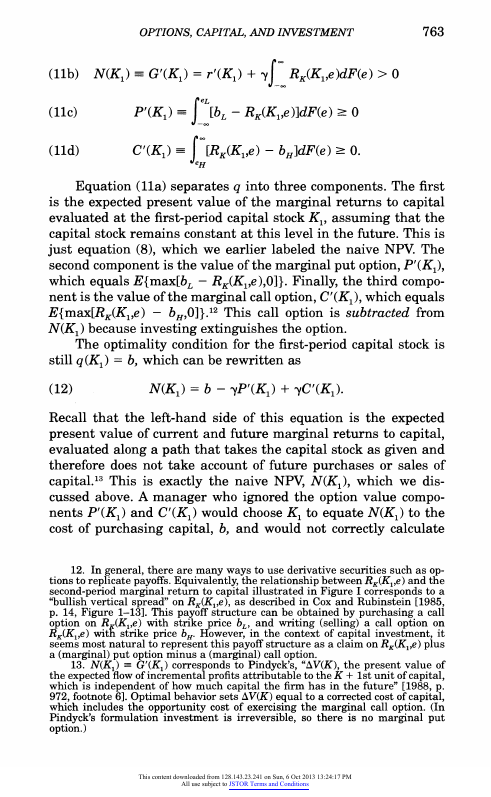 OPTIONS, CAPITAL, AND INVESTMENT 763
(11b) N(K₁) ≡ G′(K₁) = r′(K₁) + γ∫_{-∞}^{∞} R_K(K₁,e)dF(e) > 0
(11c) P′(K₁) ≡ ∫_{-∞}^{e_L} [b_L − R_K(K₁,e)]dF(e) ≥ 0
(11d) C′(K₁) ≡ ∫_{e_H}^{∞} [R_K(K₁,e) − b_H]dF(e) ≥ 0.
Equation (11a) separates q into three components. The first
is the expected present value of the marginal returns to capital
evaluated at the first-period capital stock K₁, assuming that the
capital stock remains constant at this level in the future. This is
just equation (8), which we earlier labeled the naive NPV. The
second component is the value of the marginal put option, P′(K₁),
which equals E{max[b_L − R_K(K₁,e),0]}. Finally, the third compo-
nent is the value of the marginal call option, C′(K₁), which equals
E{max[R_K(K₁,e) − b_H,0]}.¹² This call option is subtracted from
N(K₁) because investing extinguishes the option.
The optimality condition for the first-period capital stock is
still q(K₁) = b, which can be rewritten as
(12) N(K₁) = b − γP′(K₁) + γC′(K₁).
Recall that the left-hand side of this equation is the expected
present value of current and future marginal returns to capital,
evaluated along a path that takes the capital stock as given and
therefore does not take account of future purchases or sales of
capital.¹³ This is exactly the naive NPV, N(K₁), which we dis-
cussed above. A manager who ignored the option value compo-
nents P′(K₁) and C′(K₁) would choose K₁ to equate N(K₁) to the
cost of purchasing capital, b, and would not correctly calculate
12. In general, there are many ways to use derivative securities such as op-
tions to replicate payoffs. Equivalently, the relationship between R_K(K₁,e) and the
second-period marginal return to capital illustrated in Figure I corresponds to a
"bullish vertical spread" on R_K(K₁,e), as described in Cox and Rubinstein [1985,
p. 14, Figure 1–13]. This payoff structure can be obtained by purchasing a call
option on R_K(K₁,e) with strike price b_L, and writing (selling) a call option on
R_K(K₁,e) with strike price b_H. However, in the context of capital investment, it
seems most natural to represent this payoff structure as a claim on R_K(K₁,e) plus
a (marginal) put option minus a (marginal) call option.
13. N(K₁) ≡ G′(K₁) corresponds to Pindyck's, "ΔV(K), the present value of
the expected flow of incremental profits attributable to the K + 1st unit of capital,
which is independent of how much capital the firm has in the future" [1988, p.
972, footnote 6]. Optimal behavior sets ΔV(K) equal to a corrected cost of capital,
which includes the opportunity cost of exercising the marginal call option. (In
Pindyck's formulation investment is irreversible, so there is no marginal put
option.)
This content downloaded from 128.143.23.241 on Sun, 6 Oct 2013 13:24:17 PM
All use subject to JSTOR Terms and Conditions